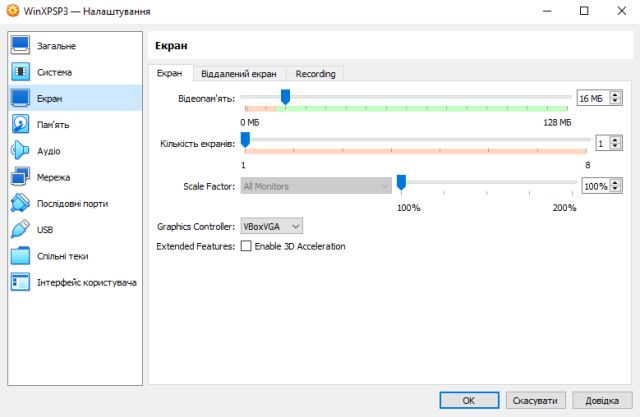 WinXPSP3 — Налаштування
Загальне
Система
Екран
Пам'ять
Аудіо
Мережа
Послідовні порти
USB
Спільні теки
Інтерфейс користувача
Екран
Екран Віддалений екран Recording
Відеопам'ять: 16 МБ
0 МБ 128 МБ
Кількість екранів: 1
1 8
Scale Factor: All Monitors 100%
100% 200%
Graphics Controller: VBoxVGA
Extended Features: Enable 3D Acceleration
OK Скасувати Довідка